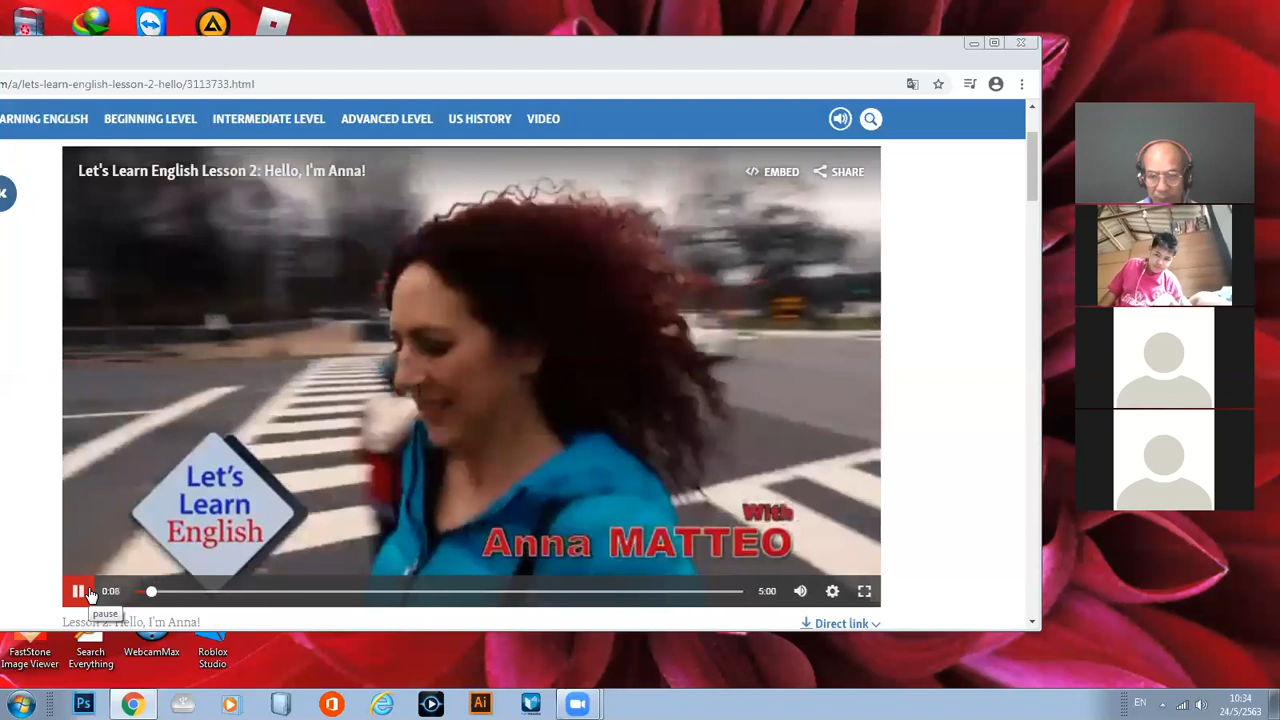 m/a/lets-learn-english-lesson-2-hello/3113733.html
ARNING ENGLISH BEGINNING LEVEL INTERMEDIATE LEVEL ADVANCED LEVEL US HISTORY VIDEO
Let's Learn English Lesson 2: Hello, I'm Anna!
</> EMBED SHARE
Let's
Learn
English
With
Anna MATTEO
0:08
5:00
pause
Lesson 2: Hello, I'm Anna!
Direct link
FastStone
Image Viewer
Search
Everything
WebcamMax
Roblox
Studio
Ps
Ai
EN
10:34
24/5/2563